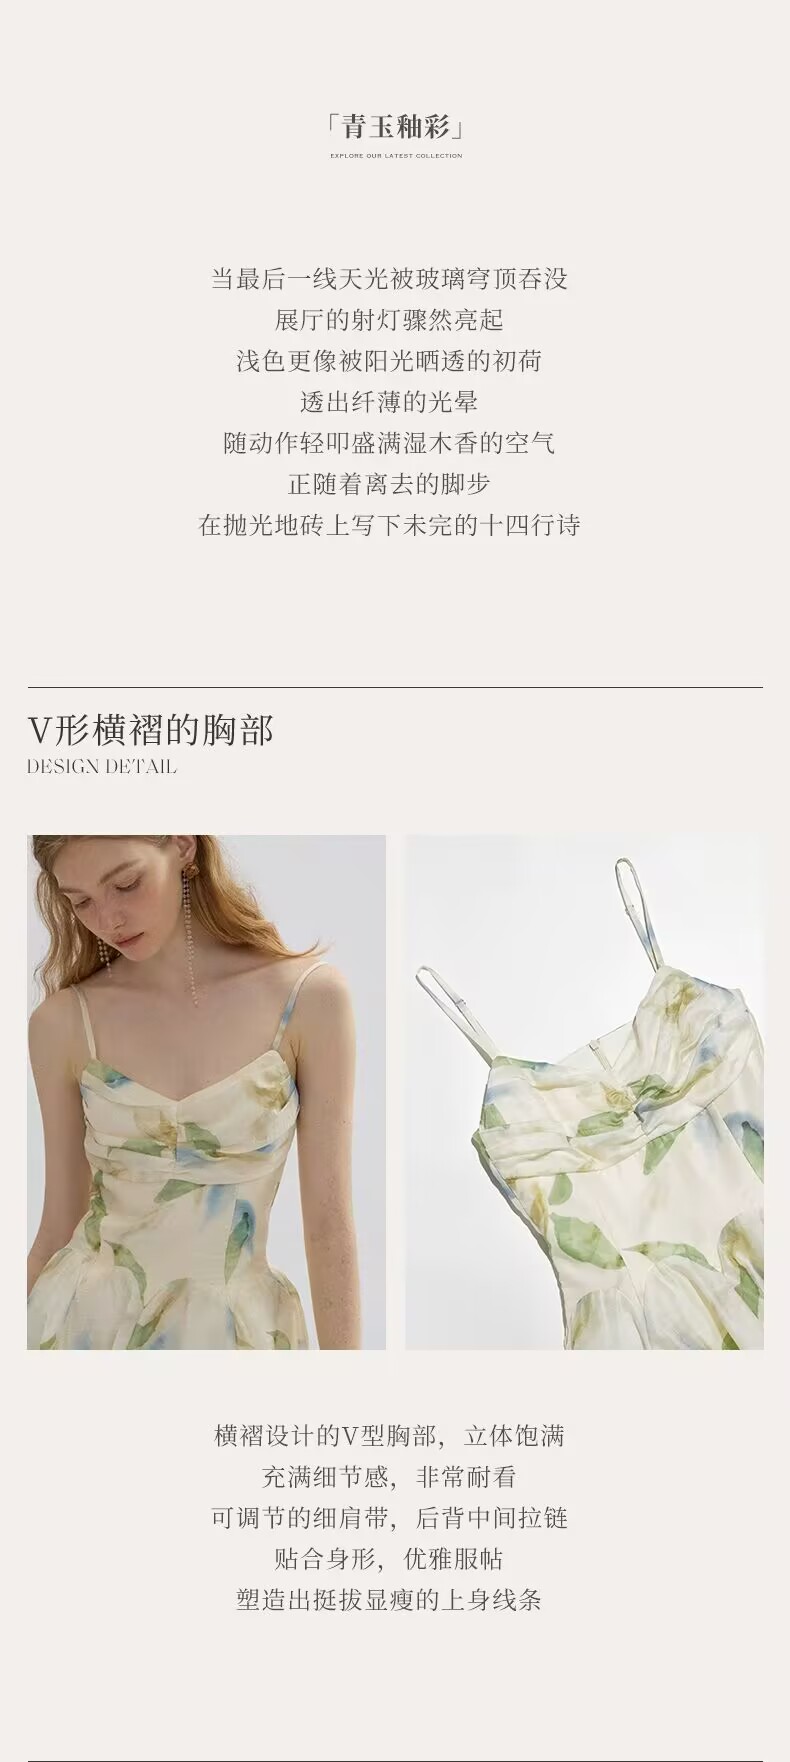 「青玉釉彩」
EXPLORE OUR LATEST COLLECTION
当最后一线天光被玻璃穹顶吞没
展厅的射灯骤然亮起
浅色更像被阳光晒透的初荷
透出纤薄的光晕
随动作轻叩盛满湿木香的空气
正随着离去的脚步
在抛光地砖上写下未完的十四行诗
V形横褶的胸部
DESIGN DETAIL
横褶设计的V型胸部，立体饱满
充满细节感，非常耐看
可调节的细肩带，后背中间拉链
贴合身形，优雅服帖
塑造出挺拔显瘦的上身线条